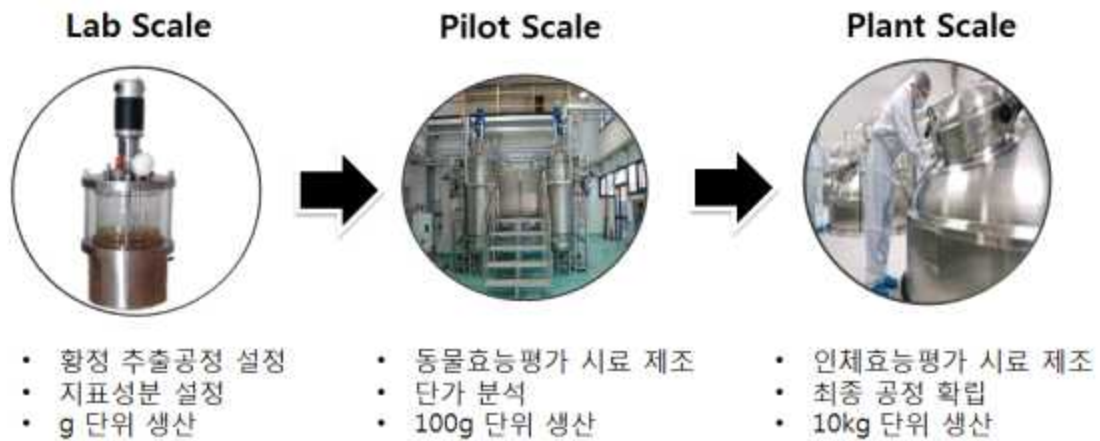 Lab Scale
Pilot Scale
Plant Scale
• 황정 추출공정 설정
• 지표성분 설정
• g 단위 생산
• 동물효능평가 시료 제조
• 단가 분석
• 100g 단위 생산
• 인체효능평가 시료 제조
• 최종 공정 확립
• 10kg 단위 생산